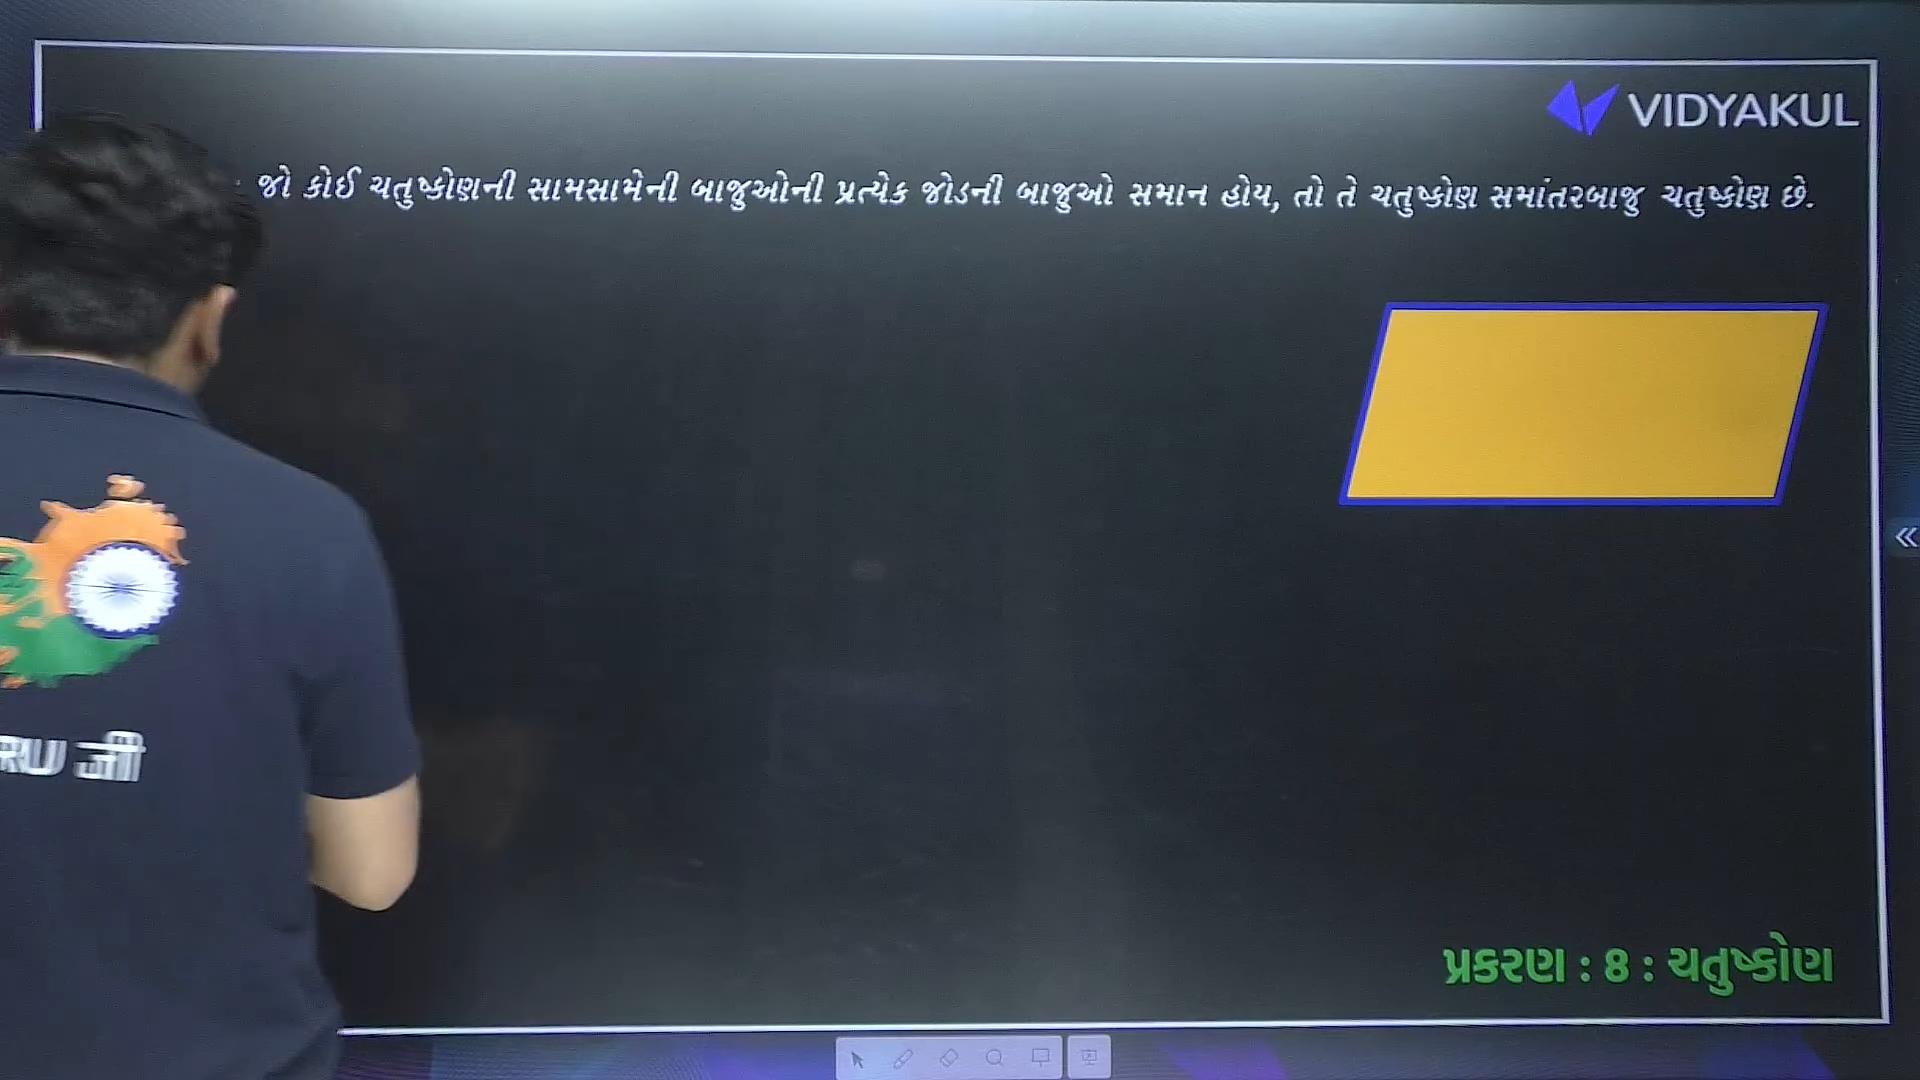 VIDYAKUL
જો કોઈ ચતુષ્કોણની સામસામેની બાજુઓની પ્રત્યેક જોડની બાજુઓ સમાન હોય, તો તે ચતુષ્કોણ સમાંતરબાજુ ચતુષ્કોણ છે.
जी
પ્રકરણ : 8 : ચતુષ્કોણ